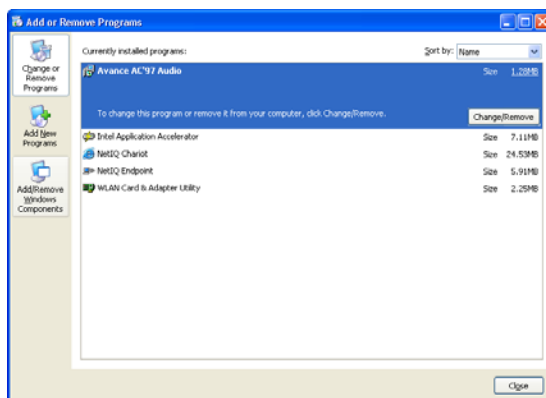 Add or Remove Programs
Change or
Remove
Programs
Add New
Programs
Add/Remove
Windows
Components
Currently installed programs:
Sort by: Name
Avance AC'97 Audio Size 1.28MB
To change this program or remove it from your computer, click Change/Remove. Change/Remove
Intel Application Accelerator Size 7.11MB
NetIQ Chariot Size 24.53MB
NetIQ Endpoint Size 5.91MB
WLAN Card & Adapter Utility Size 2.25MB
Close